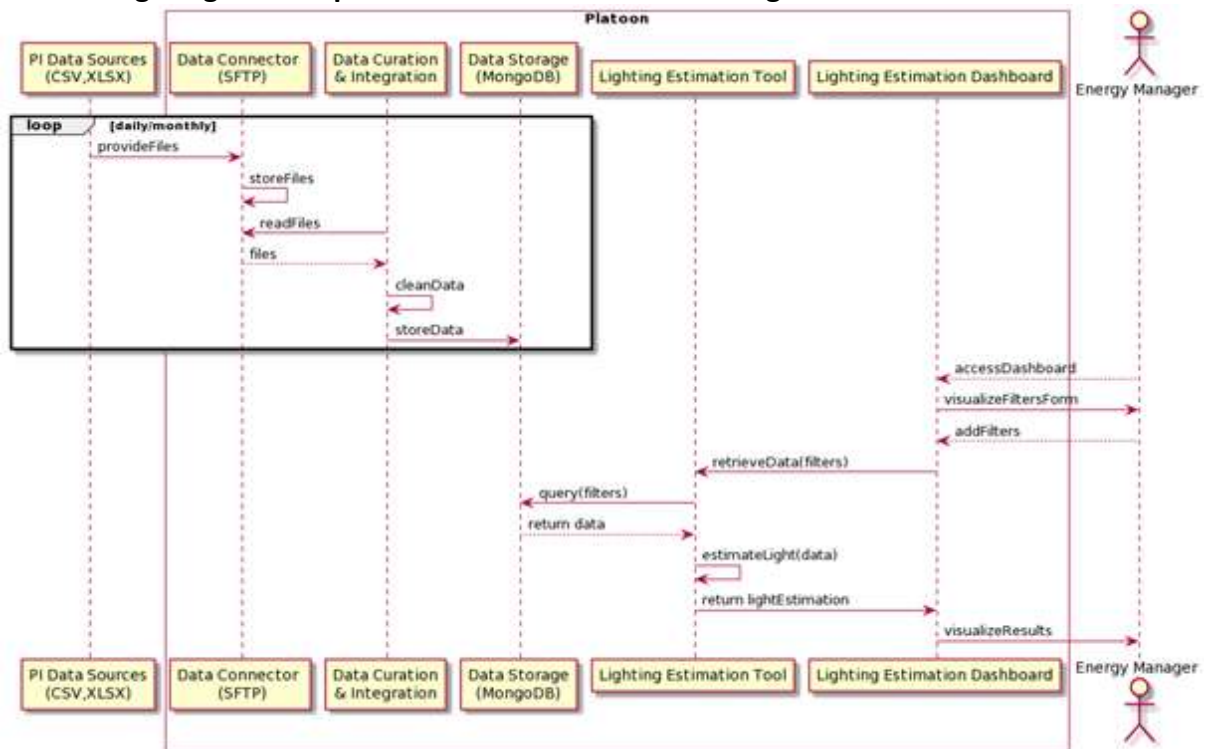 Platoon
PI Data Sources
(CSV,XLSX)
Data Connector
(SFTP)
Data Curation
& Integration
Data Storage
(MongoDB)
Lighting Estimation Tool
Lighting Estimation Dashboard
Energy Manager
loop
[daily/monthly]
provideFiles
storeFiles
readFiles
files
cleanData
storeData
accessDashboard
visualizeFiltersForm
addFilters
retrieveData(filters)
query(filters)
return data
estimateLight(data)
return lightEstimation
visualizeResults
PI Data Sources
(CSV,XLSX)
Data Connector
(SFTP)
Data Curation
& Integration
Data Storage
(MongoDB)
Lighting Estimation Tool
Lighting Estimation Dashboard
Energy Manager